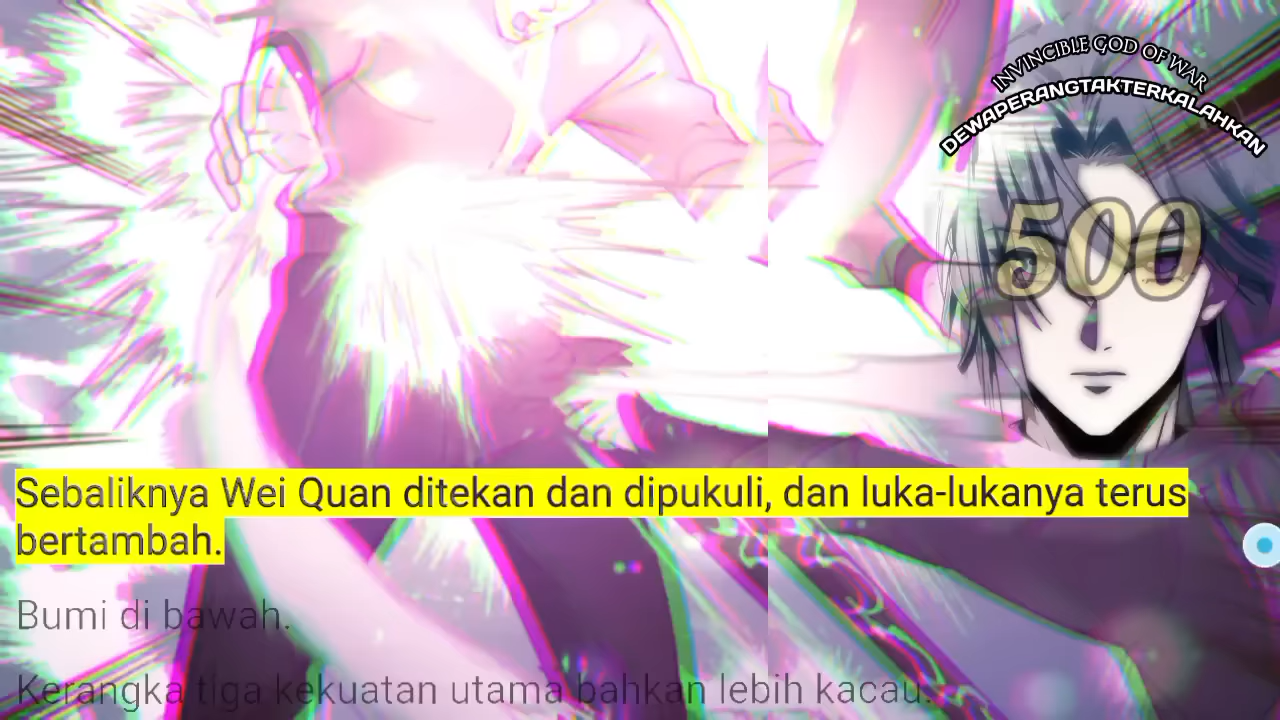 INVINCIBLE GOD OF WAR
DEWAPERANGTAKTERKALAHKAN
500
Sebaliknya Wei Quan ditekan dan dipukuli, dan luka-lukanya terus
bertambah.
Bumi di bawah.
Kerangka tiga kekuatan utama bahkan lebih kacau.